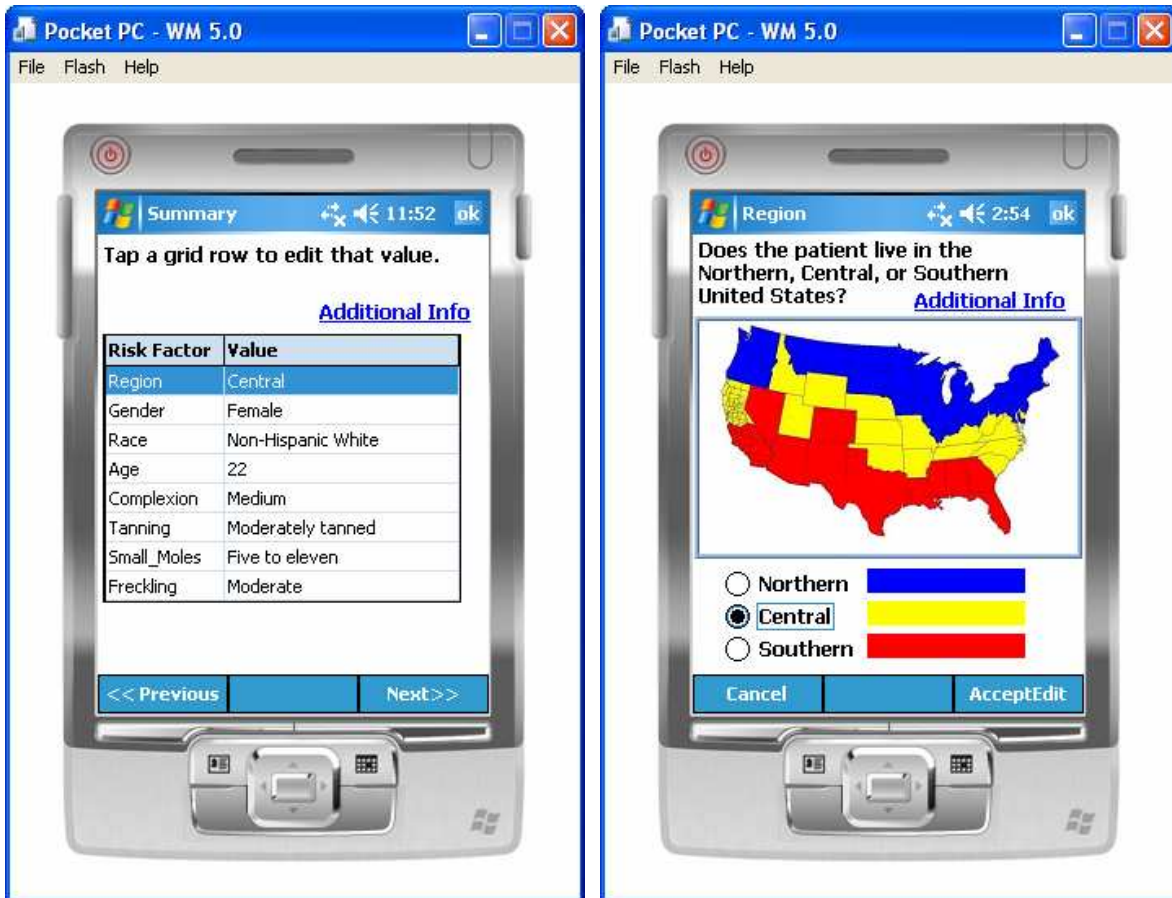 Pocket PC - WM 5.0
File Flash Help
Summary 11:52 ok
Tap a grid row to edit that value.
Additional Info
Risk Factor Value
Region Central
Gender Female
Race Non-Hispanic White
Age 22
Complexion Medium
Tanning Moderately tanned
Small_Moles Five to eleven
Freckling Moderate
<< Previous Next>>
Pocket PC - WM 5.0
File Flash Help
Region 2:54 ok
Does the patient live in the
Northern, Central, or Southern
United States? Additional Info
Northern
Central
Southern
Cancel AcceptEdit